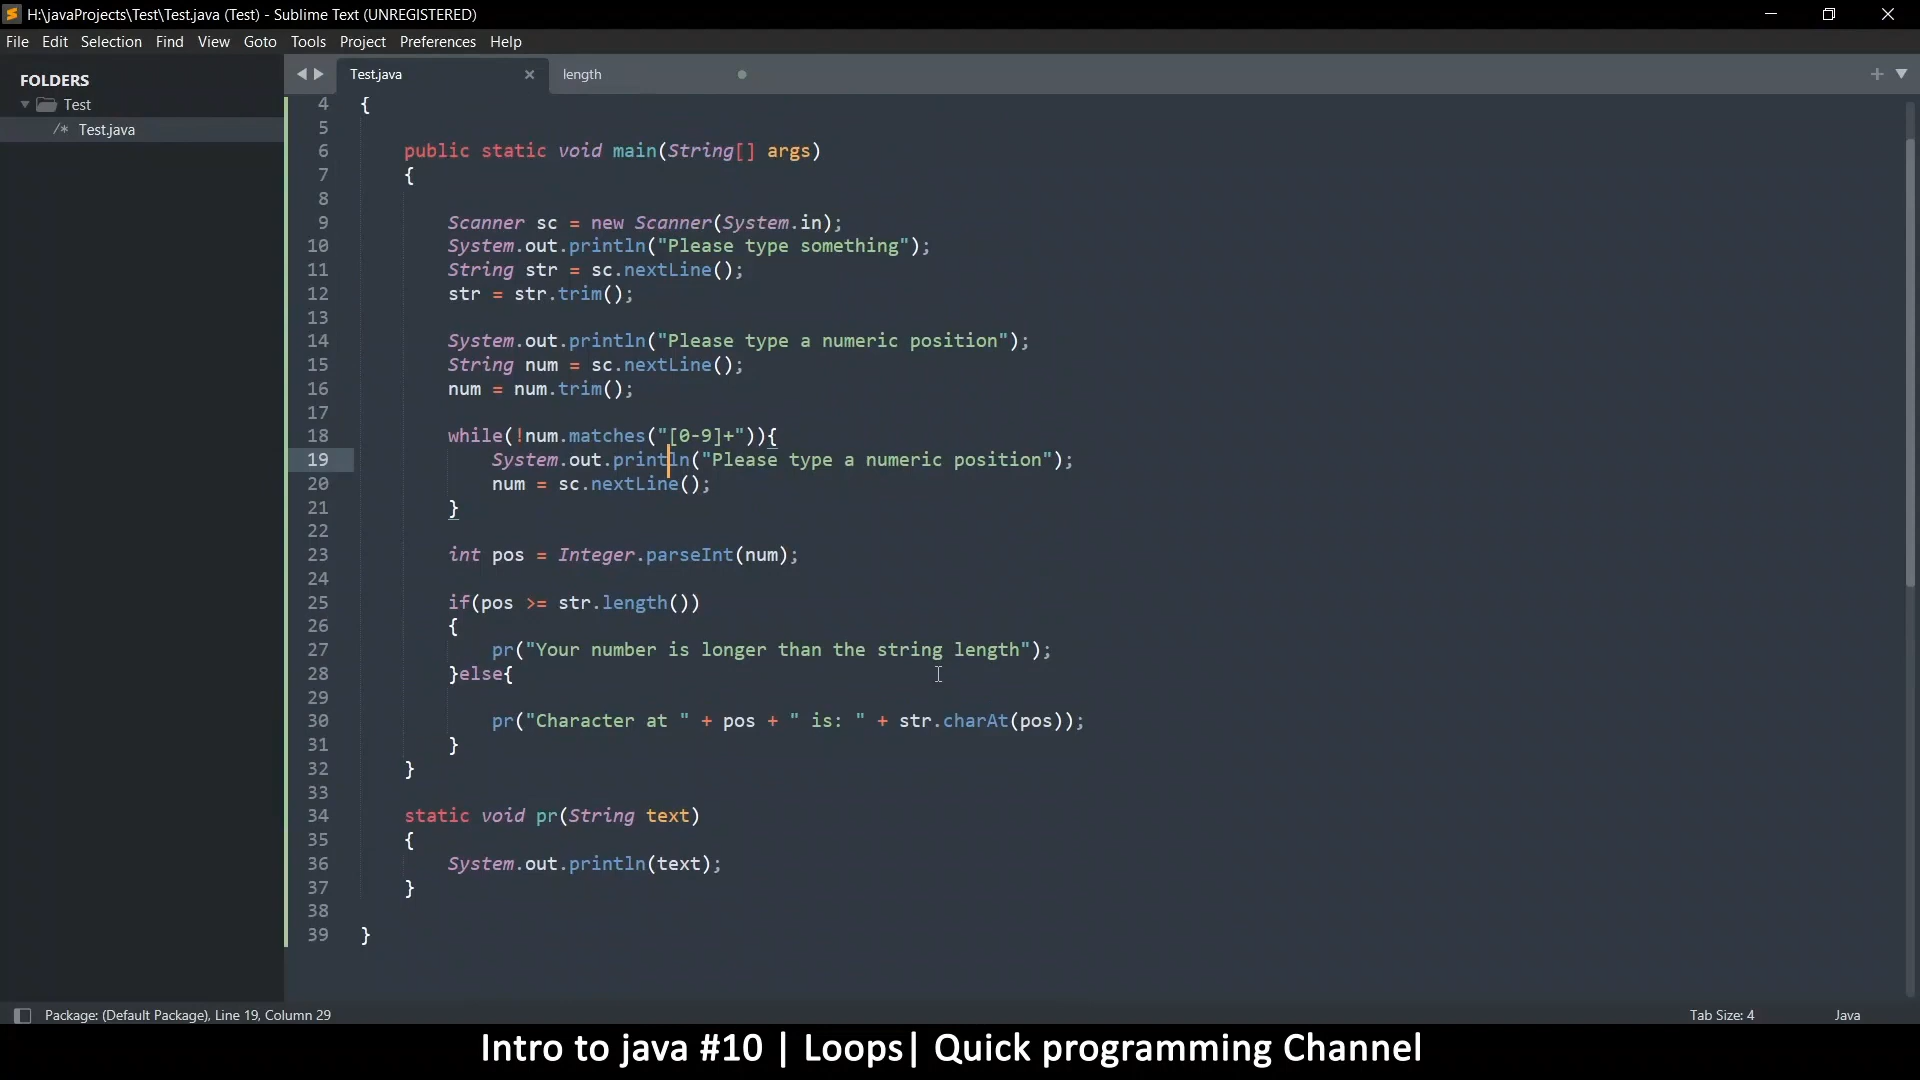 H:\javaProjects\Test\Test.java (Test) - Sublime Text (UNREGISTERED)
File Edit Selection Find View Goto Tools Project Preferences Help
FOLDERS
Test
/* Test.java
Test.java length
4 {
5
6 public static void main(String[] args)
7 {
8
9 Scanner sc = new Scanner(System.in);
10 System.out.println("Please type something");
11 String str = sc.nextLine();
12 str = str.trim();
13
14 System.out.println("Please type a numeric position");
15 String num = sc.nextLine();
16 num = num.trim();
17
18 while(!num.matches("[0-9]+")){
19 System.out.println("Please type a numeric position");
20 num = sc.nextLine();
21 }
22
23 int pos = Integer.parseInt(num);
24
25 if(pos >= str.length())
26 {
27 pr("Your number is longer than the string length");
28 }else{
29
30 pr("Character at " + pos + " is: " + str.charAt(pos));
31 }
32 }
33
34 static void pr(String text)
35 {
36 System.out.println(text);
37 }
38
39 }
Package: (Default Package), Line 19, Column 29 Tab Size: 4 Java
Intro to java #10 | Loops| Quick programming Channel